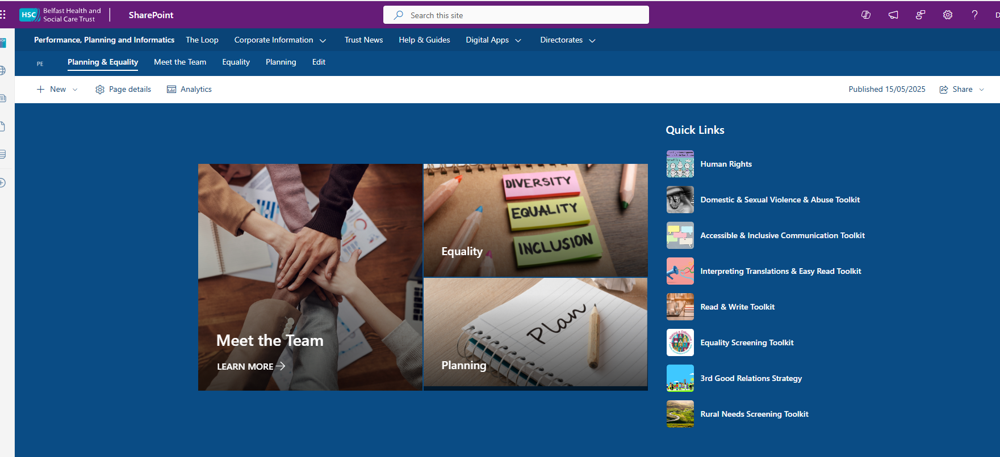 HSC Belfast Health and
Social Care Trust
SharePoint
Search this site
Performance, Planning and Informatics The Loop Corporate Information Trust News Help & Guides Digital Apps Directorates
PE Planning & Equality Meet the Team Equality Planning Edit
New Page details Analytics Published 15/05/2025 Share
Meet the Team
LEARN MORE
DIVERSITY
EQUALITY
INCLUSION
Equality
Plan
Planning
Quick Links
Human Rights
Domestic & Sexual Violence & Abuse Toolkit
Accessible & Inclusive Communication Toolkit
Interpreting Translations & Easy Read Toolkit
Read & Write Toolkit
Equality Screening Toolkit
3rd Good Relations Strategy
Rural Needs Screening Toolkit